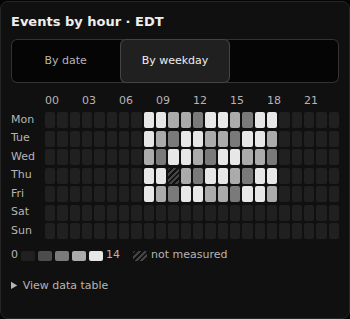 Events by hour · EDT
By date By weekday
00 03 06 09 12 15 18 21
Mon
Tue
Wed
Thu
Fri
Sat
Sun
0 14 not measured
View data table